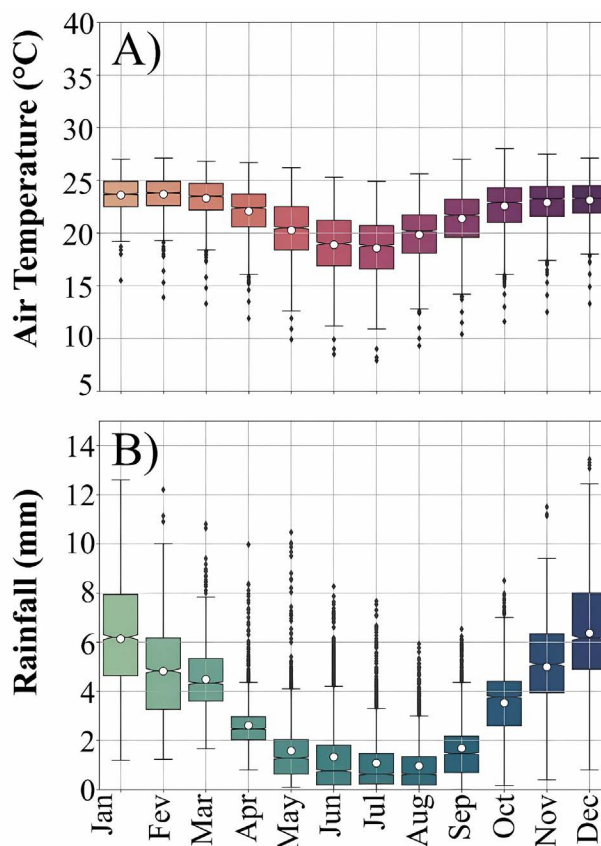 A)
Air Temperature (°C)
40
35
30
25
20
15
10
5
B)
Rainfall (mm)
14
12
10
8
6
4
2
0
Jan
Fev
Mar
Apr
May
Jun
Jul
Aug
Sep
Oct
Nov
Dec